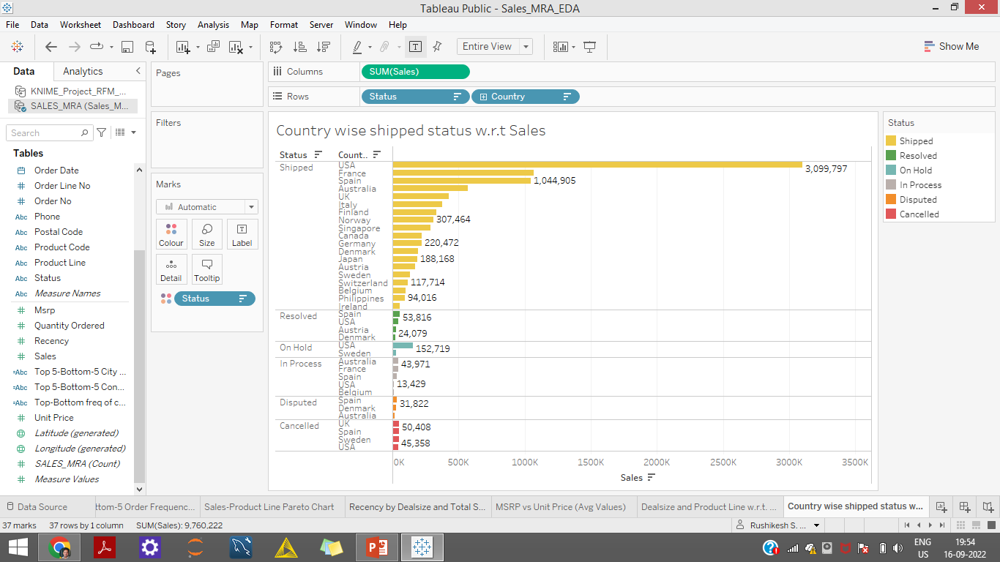 Tableau Public - Sales_MRA_EDA
File Data Worksheet Dashboard Story Analysis Map Format Server Window Help
Entire View
Show Me
Data Analytics
KNIME_Project_RFM_...
SALES_MRA (Sales_M...
Search
Tables
Order Date
Order Line No
Order No
Abc Phone
Abc Postal Code
Abc Product Code
Abc Product Line
Abc Status
Abc Measure Names
# Msrp
# Quantity Ordered
# Recency
# Sales
=Abc Top 5-Bottom-5 City ...
=Abc Top 5-Bottom-5 Con...
=Abc Top-Bottom freq of c...
# Unit Price
Latitude (generated)
Longitude (generated)
# SALES_MRA (Count)
# Measure Values
Pages
Filters
Marks
Automatic
Colour Size Label
Detail Tooltip
Status
Columns SUM(Sales)
Rows Status Country
Country wise shipped status w.r.t Sales
Status Count..
Shipped USA 3,099,797
France
Spain 1,044,905
Australia
UK
Italy
Finland
Norway 307,464
Singapore
Canada
Germany 220,472
Denmark
Japan 188,168
Austria
Sweden
Switzerland 117,714
Belgium
Philippines 94,016
Ireland
Resolved Spain 53,816
USA
Austria 24,079
Denmark
On Hold USA 152,719
Sweden
In Process Australia 43,971
France
Spain
USA 13,429
Belgium
Disputed Spain 31,822
Denmark
Australia
Cancelled UK 50,408
Spain
Sweden 45,358
USA
0K 500K 1000K 1500K 2000K 2500K 3000K 3500K
Sales
Status
Shipped
Resolved
On Hold
In Process
Disputed
Cancelled
Data Source ttom-5 Order Frequenc... Sales-Product Line Pareto Chart Recency by Dealsize and Total S... MSRP vs Unit Price (Avg Values) Dealsize and Product Line w.r.t. ... Country wise shipped status w...
37 marks 37 rows by 1 column SUM(Sales): 9,760,222 Rushikesh S. ...
ENG 19:54
US 16-09-2022